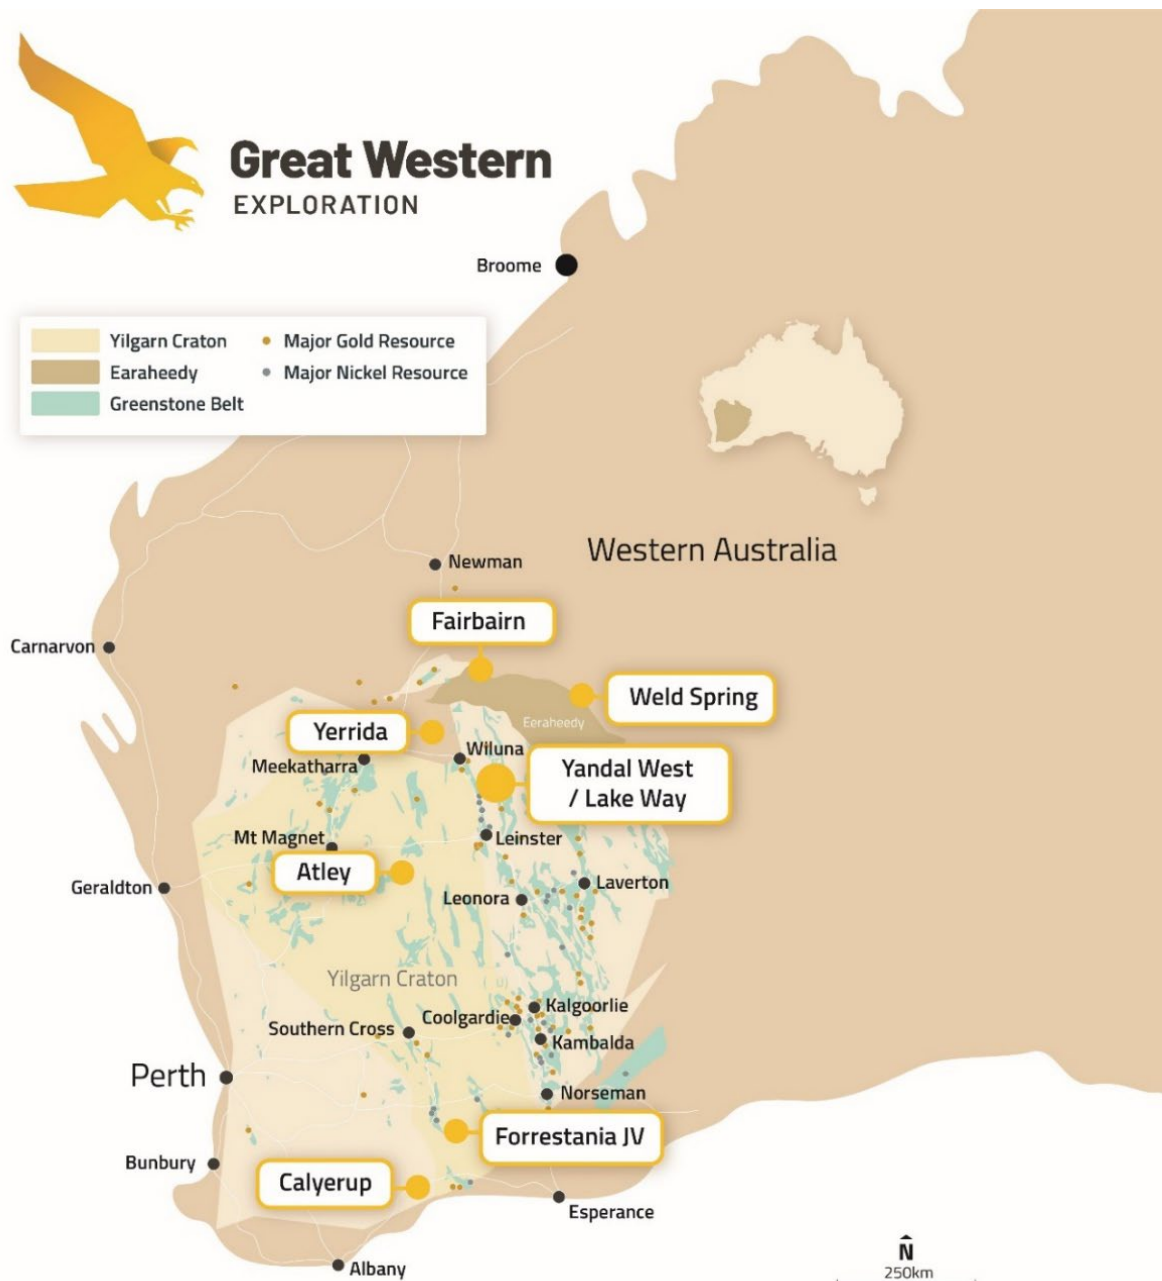 Great Western
EXPLORATION
Broome
Yilgarn Craton
Major Gold Resource
Earaheedy
Major Nickel Resource
Greenstone Belt
Western Australia
Newman
Fairbairn
Carnarvon
Weld Spring
Eeraheedy
Yerrida
Wiluna
Meekatharra
Yandal West
/ Lake Way
Mt Magnet
Leinster
Atley
Geraldton
Laverton
Leonora
Yilgarn Craton
Kalgoorlie
Coolgardie
Southern Cross
Kambalda
Perth
Norseman
Forrestania JV
Bunbury
Calyerup
Esperance
N
250km
Albany